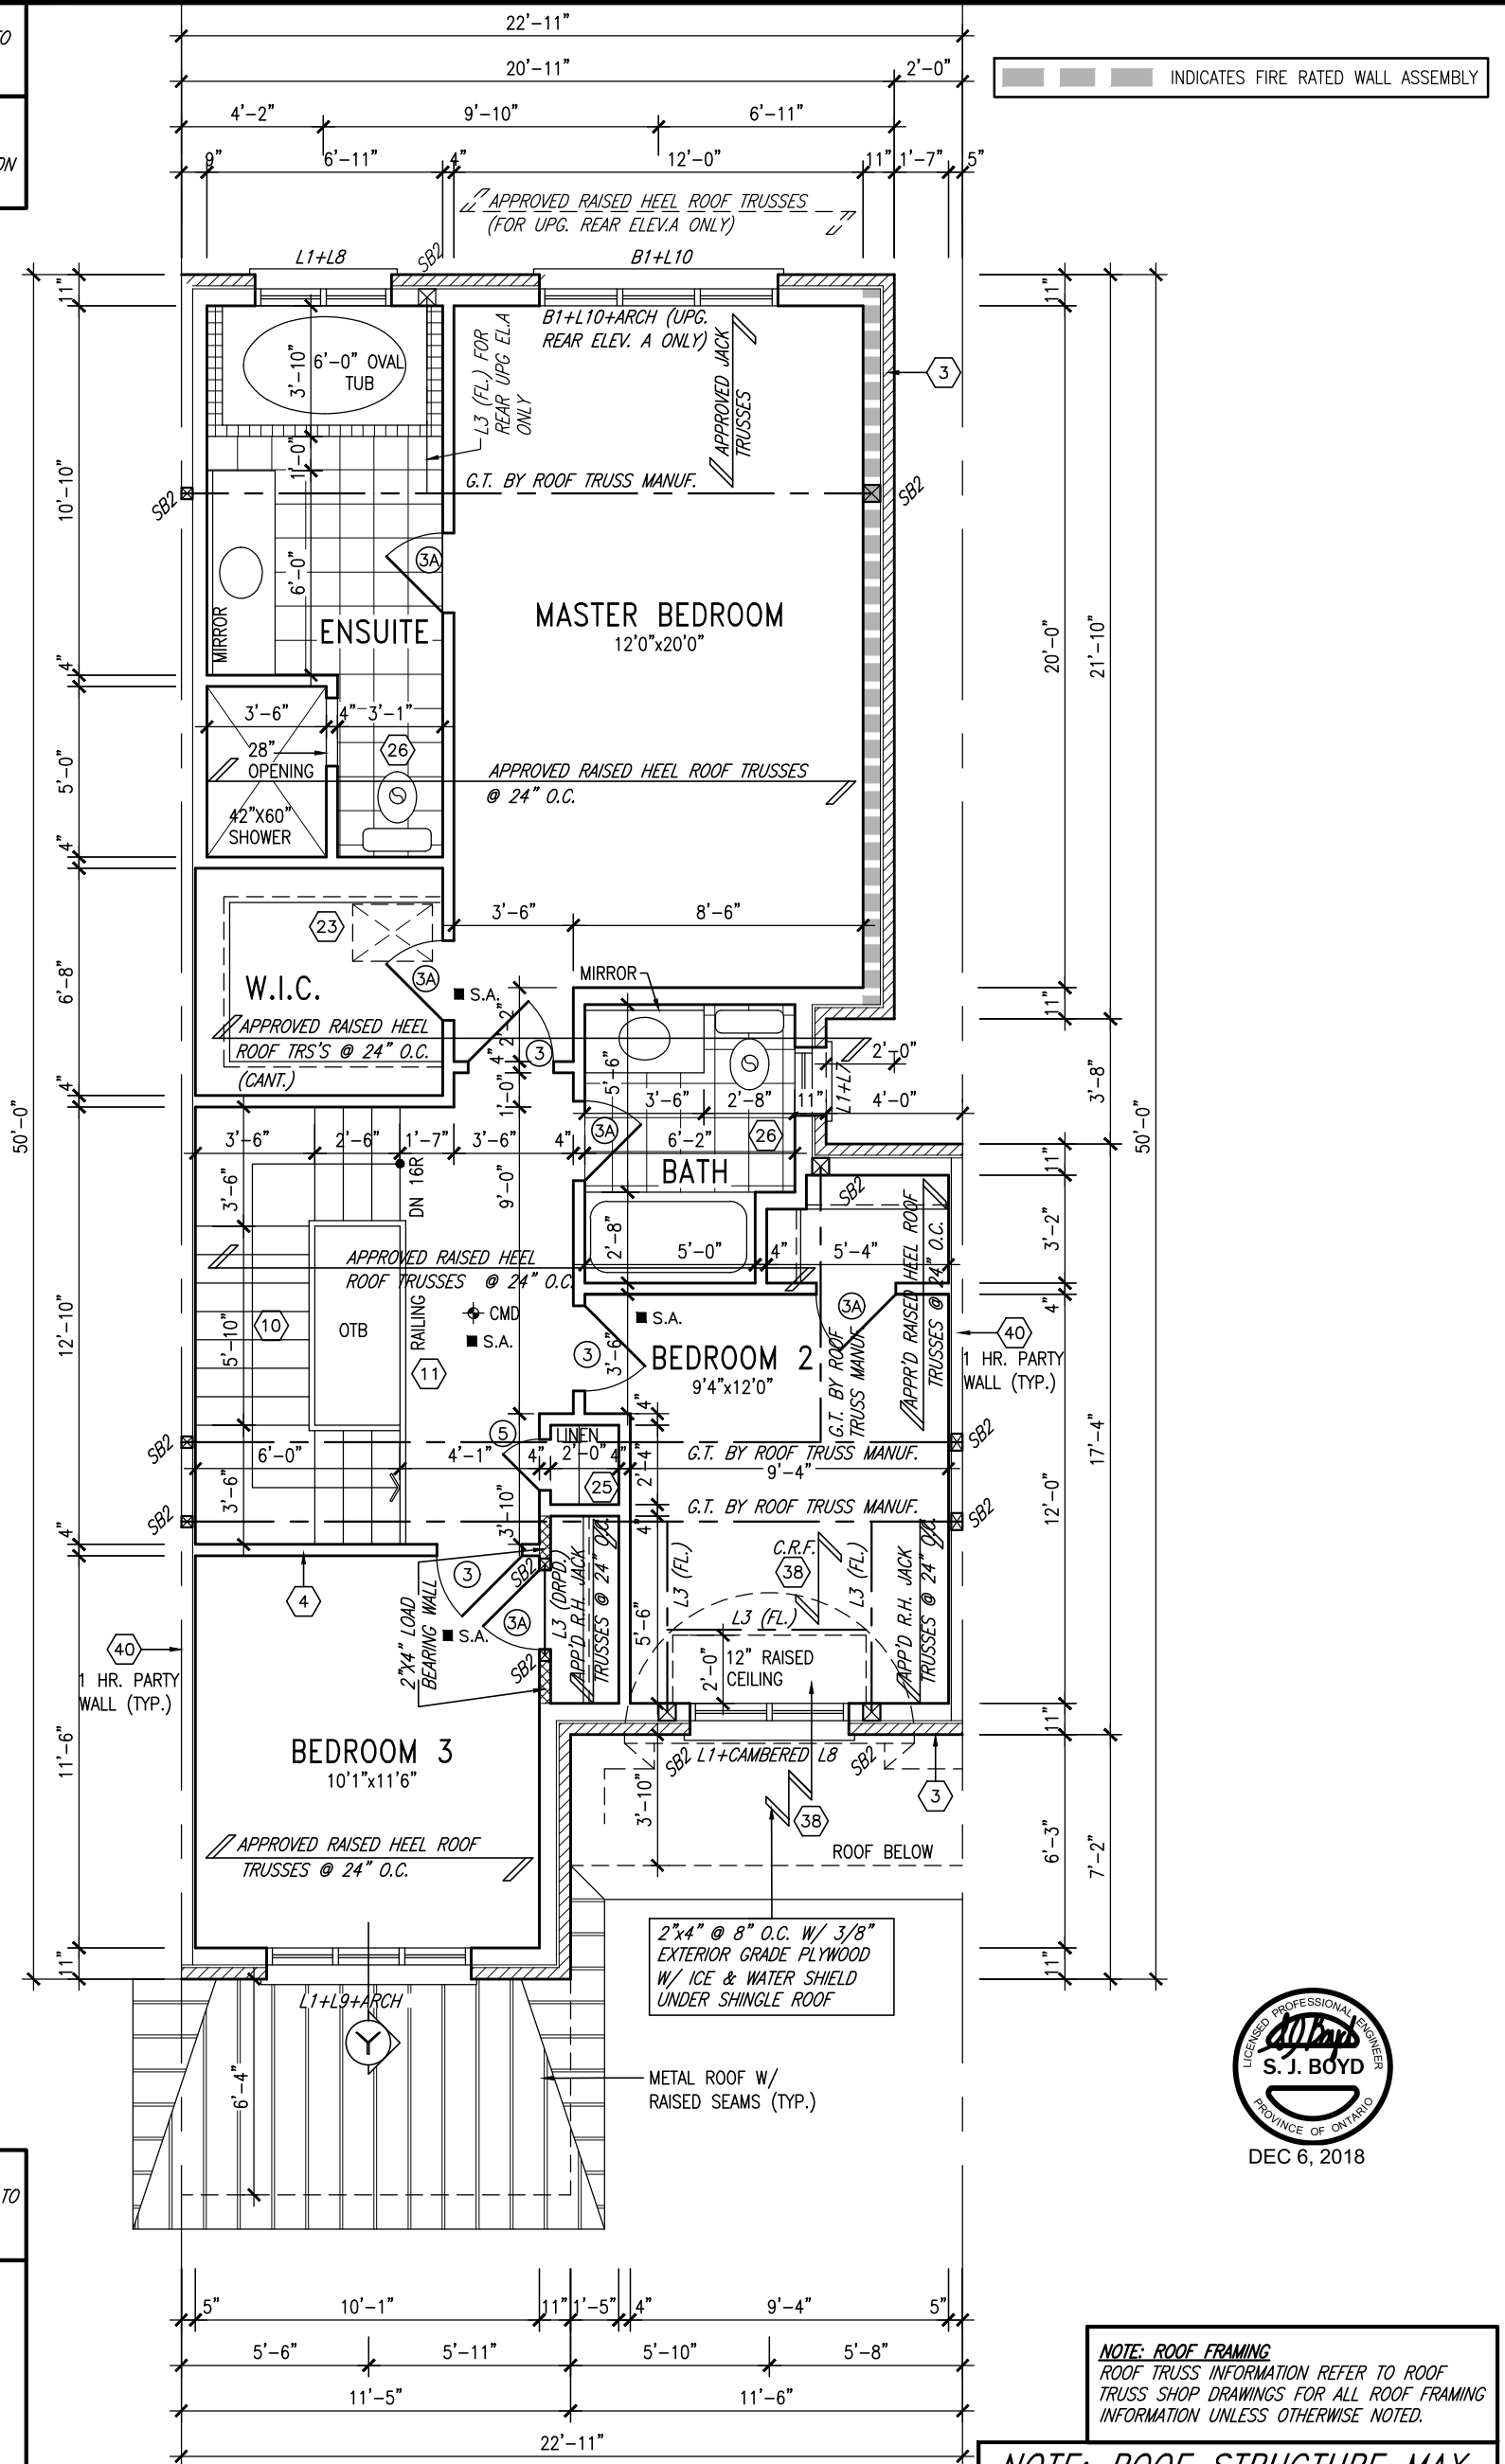 22'-11"
20'-11"
2'-0"
4'-2"
9'-10"
6'-11"
9"
6'-11"
4"
12'-0"
11"
1'-7"
5"
INDICATES FIRE RATED WALL ASSEMBLY
TO
ON
APPROVED RAISED HEEL ROOF TRUSSES
(FOR UPG. REAR ELEV.A ONLY)
L1+L8
SB2
B1+L10
B1+L10+ARCH (UPG.
REAR ELEV. A ONLY)
11"
11"
6'-0" OVAL
TUB
3'-10"
L3 (FL.) FOR
REAR UPG EL.A
ONLY
APPROVED JACK
TRUSSES
3
1'-0"
G.T. BY ROOF TRUSS MANUF.
SB2
SB2
10'-10"
3A
6'-0"
MIRROR
ENSUITE
MASTER BEDROOM
12'0"x20'0"
20'-0"
21'-10"
4"
3'-6"
4"
3'-1"
28"
OPENING
26
APPROVED RAISED HEEL ROOF TRUSSES
@ 24" O.C.
5'-0"
42"X60"
SHOWER
4"
3'-6"
8'-6"
23
W.I.C.
3A
S.A.
MIRROR
6'-8"
APPROVED RAISED HEEL
ROOF TRS'S @ 24" O.C.
(CANT.)
2'-2"
4"
3
1'-0"
5'-6"
2'-0"
11"
L1+L7
3'-6"
2'-8"
11"
4'-0"
3'-8"
4"
50'-0"
50'-0"
3'-6"
2'-6"
1'-7"
3'-6"
4"
3A
6'-2"
26
BATH
11"
3'-6"
DN 16R
9'-0"
SB2
3'-2"
2'-8"
5'-0"
4"
5'-4"
APPROVED RAISED HEEL
ROOF TRUSSES @ 24" O.C.
APPR'D RAISED HEEL ROOF
TRUSSES @ 24" O.C.
4"
12'-10"
10
5'-10"
OTB
RAILING
11
CMD
S.A.
S.A.
3
3'-6"
BEDROOM 2
9'4"x12'0"
3A
G.T. BY ROOF
TRUSS MANUF.
40
1 HR. PARTY
WALL (TYP.)
4"
5
LINEN
SB2
SB2
G.T. BY ROOF TRUSS MANUF.
6'-0"
4'-1"
4"
2'-0"
4"
2'-4"
9'-4"
17'-4"
25
3'-6"
3'-10"
G.T. BY ROOF TRUSS MANUF.
SB2
SB2
12'-0"
4"
4"
3
SB2
L3 (DRPD.)
APP'D R.H. JACK
TRUSSES @ 24" O.C.
L3 (FL.)
C.R.F.
38
L3 (FL.)
APP'D R.H. JACK
TRUSSES @ 24" O.C.
4
2"X4" LOAD
BEARING WALL
3A
S.A.
SB2
5'-6"
L3 (FL.)
2'-0"
12" RAISED
CEILING
40
1 HR. PARTY
WALL (TYP.)
11"
11'-6"
BEDROOM 3
10'1"x11'6"
SB2
L1+CAMBERED L8
SB2
3
3'-10"
38
ROOF BELOW
6'-3"
7'-2"
APPROVED RAISED HEEL ROOF
TRUSSES @ 24" O.C.
2"x4" @ 8" O.C. W/ 3/8"
EXTERIOR GRADE PLYWOOD
W/ ICE & WATER SHIELD
UNDER SHINGLE ROOF
11"
11"
L1+L9+ARCH
Y
6'-4"
METAL ROOF W/
RAISED SEAMS (TYP.)
LICENSED PROFESSIONAL ENGINEER
S. J. BOYD
PROVINCE OF ONTARIO
DEC 6, 2018
TO
5"
10'-1"
11"
1'-5"
4"
9'-4"
5"
5'-6"
5'-11"
5'-10"
5'-8"
11'-5"
11'-6"
22'-11"
NOTE: ROOF FRAMING
ROOF TRUSS INFORMATION REFER TO ROOF
TRUSS SHOP DRAWINGS FOR ALL ROOF FRAMING
INFORMATION UNLESS OTHERWISE NOTED.
NOTE: ROOF STRUCTURE MAY